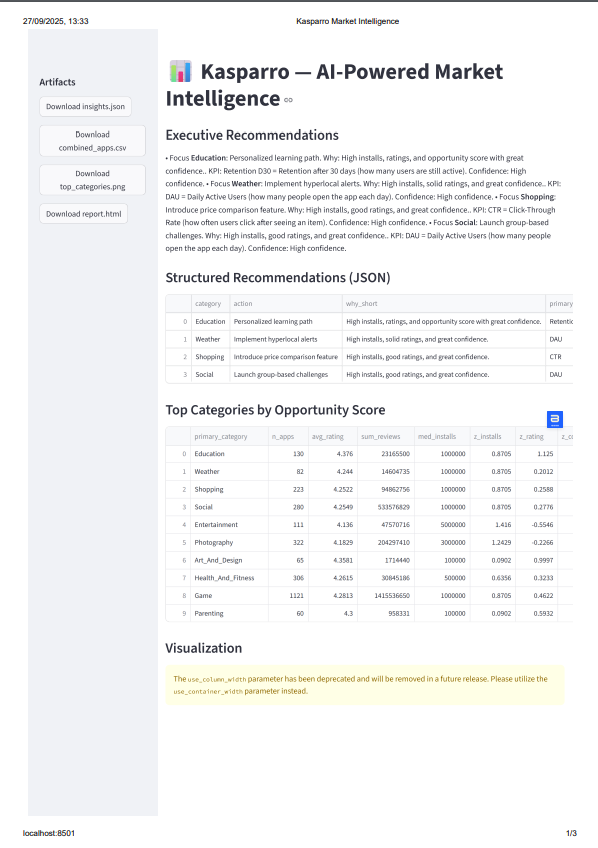 27/09/2025, 13:33 Kasparro Market Intelligence
Artifacts
Download insights.json
Download
combined_apps.csv
Download
top_categories.png
Download report.html
Kasparro — AI-Powered Market
Intelligence
Executive Recommendations
• Focus Education: Personalized learning path. Why: High installs, ratings, and opportunity score with great
confidence.. KPI: Retention D30 = Retention after 30 days (how many users are still active). Confidence: High
confidence. • Focus Weather: Implement hyperlocal alerts. Why: High installs, solid ratings, and great confidence.. KPI:
DAU = Daily Active Users (how many people open the app each day). Confidence: High confidence. • Focus Shopping:
Introduce price comparison feature. Why: High installs, good ratings, and great confidence.. KPI: CTR = Click-Through
Rate (how often users click after seeing an item). Confidence: High confidence. • Focus Social: Launch group-based
challenges. Why: High installs, good ratings, and great confidence.. KPI: DAU = Daily Active Users (how many people
open the app each day). Confidence: High confidence.
Structured Recommendations (JSON)
category action why_short primary
0 Education Personalized learning path High installs, ratings, and opportunity score with great confidence. Retentio
1 Weather Implement hyperlocal alerts High installs, solid ratings, and great confidence. DAU
2 Shopping Introduce price comparison feature High installs, good ratings, and great confidence. CTR
3 Social Launch group-based challenges High installs, good ratings, and great confidence. DAU
Top Categories by Opportunity Score
primary_category n_apps avg_rating sum_reviews med_installs z_installs z_rating z_co
0 Education 130 4.376 23165500 1000000 0.8705 1.125
1 Weather 82 4.244 14604735 1000000 0.8705 0.2012
2 Shopping 223 4.2522 94862756 1000000 0.8705 0.2588
3 Social 280 4.2549 533576829 1000000 0.8705 0.2776
4 Entertainment 111 4.136 47570716 5000000 1.416 -0.5546
5 Photography 322 4.1829 204297410 3000000 1.2429 -0.2266
6 Art_And_Design 65 4.3581 1714440 100000 0.0902 0.9997
7 Health_And_Fitness 306 4.2615 30845186 500000 0.6356 0.3233
8 Game 1121 4.2813 1415536650 1000000 0.8705 0.4622
9 Parenting 60 4.3 958331 100000 0.0902 0.5932
Visualization
The use_column_width parameter has been deprecated and will be removed in a future release. Please utilize the
use_container_width parameter instead.
localhost:8501 1/3